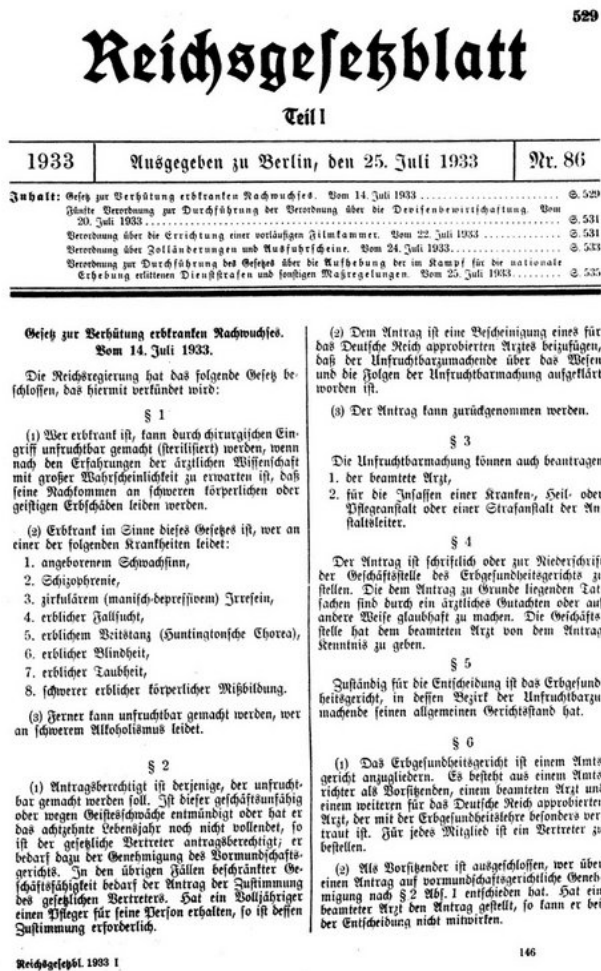 529
Reichsgesetzblatt
Teil I
1933
Ausgegeben zu Berlin, den 25. Juli 1933
Nr. 86
Inhalt: Gesetz zur Verhütung erbkranken Nachwuchses. Vom 14. Juli 1933 ........ S. 529
Fünfte Verordnung zur Durchführung der Verordnung über die Devisenbewirtschaftung. Vom
20. Juli 1933 ........ S. 531
Verordnung über die Errichtung einer vorläufigen Filmkammer. Vom 22. Juli 1933 ........ S. 531
Verordnung über Zolländerungen und Ausfuhrscheine. Vom 24. Juli 1933 ........ S. 533
Verordnung zur Durchführung des Gesetzes über die Aufhebung der im Kampf für die nationale
Erhebung erlittenen Dienststrafen und sonstigen Maßregelungen. Vom 25. Juli 1933 ........ S. 535
Gesetz zur Verhütung erbkranken Nachwuchses.
Vom 14. Juli 1933.
Die Reichsregierung hat das folgende Gesetz be-
schlossen, das hiermit verkündet wird:
§ 1
(1) Wer erbkrank ist, kann durch chirurgischen Ein-
griff unfruchtbar gemacht (sterilisiert) werden, wenn
nach den Erfahrungen der ärztlichen Wissenschaft
mit großer Wahrscheinlichkeit zu erwarten ist, daß
seine Nachkommen an schweren körperlichen oder
geistigen Erbschäden leiden werden.
(2) Erbkrank im Sinne dieses Gesetzes ist, wer an
einer der folgenden Krankheiten leidet:
1. angeborenem Schwachsinn,
2. Schizophrenie,
3. zirkulärem (manisch-depressivem) Irresein,
4. erblicher Fallsucht,
5. erblichem Veitstanz (Huntingtonsche Chorea),
6. erblicher Blindheit,
7. erblicher Taubheit,
8. schwerer erblicher körperlicher Mißbildung.
(3) Ferner kann unfruchtbar gemacht werden, wer
an schwerem Alkoholismus leidet.
§ 2
(1) Antragsberechtigt ist derjenige, der unfrucht-
bar gemacht werden soll. Ist dieser geschäftsunfähig
oder wegen Geistesschwäche entmündigt oder hat er
das achtzehnte Lebensjahr noch nicht vollendet, so
ist der gesetzliche Vertreter antragsberechtigt; er
bedarf dazu der Genehmigung des Vormundschafts-
gerichts. In den übrigen Fällen beschränkter Ge-
schäftsfähigkeit bedarf der Antrag der Zustimmung
des gesetzlichen Vertreters. Hat ein Volljähriger
einen Pfleger für seine Person erhalten, so ist dessen
Zustimmung erforderlich.
Reichsgesetzbl. 1933 I
(2) Dem Antrag ist eine Bescheinigung eines für
das Deutsche Reich approbierten Arztes beizufügen,
daß der Unfruchtbarzumachende über das Wesen
und die Folgen der Unfruchtbarmachung aufgeklärt
worden ist.
(3) Der Antrag kann zurückgenommen werden.
§ 3
Die Unfruchtbarmachung können auch beantragen
1. der beamtete Arzt,
2. für die Insassen einer Kranken-, Heil- oder
Pflegeanstalt oder einer Strafanstalt der An
staltsleiter.
§ 4
Der Antrag ist schriftlich oder zur Niederschrif
der Geschäftsstelle des Erbgesundheitsgerichts zu
stellen. Die dem Antrag zu Grunde liegenden Tat
sachen sind durch ein ärztliches Gutachten oder auf
andere Weise glaubhaft zu machen. Die Geschäfts
stelle hat dem beamteten Arzt von dem Antrag
Kenntnis zu geben.
§ 5
Zuständig für die Entscheidung ist das Erbgesund
heitsgericht, in dessen Bezirk der Unfruchtbarzu
machende seinen allgemeinen Gerichtsstand hat.
§ 6
(1) Das Erbgesundheitsgericht ist einem Amts
gericht anzugliedern. Es besteht aus einem Amts
richter als Vorsitzenden, einem beamteten Arzt und
einem weiteren für das Deutsche Reich approbierten
Arzt, der mit der Erbgesundheitslehre besonders ver
traut ist. Für jedes Mitglied ist ein Vertreter zu
bestellen.
(2) Als Vorsitzender ist ausgeschlossen, wer über
einen Antrag auf vormundschaftsgerichtliche Geneh
migung nach § 2 Abs. 1 entschieden hat. Hat ein
beamteter Arzt den Antrag gestellt, so kann er bei
der Entscheidung nicht mitwirken.
146